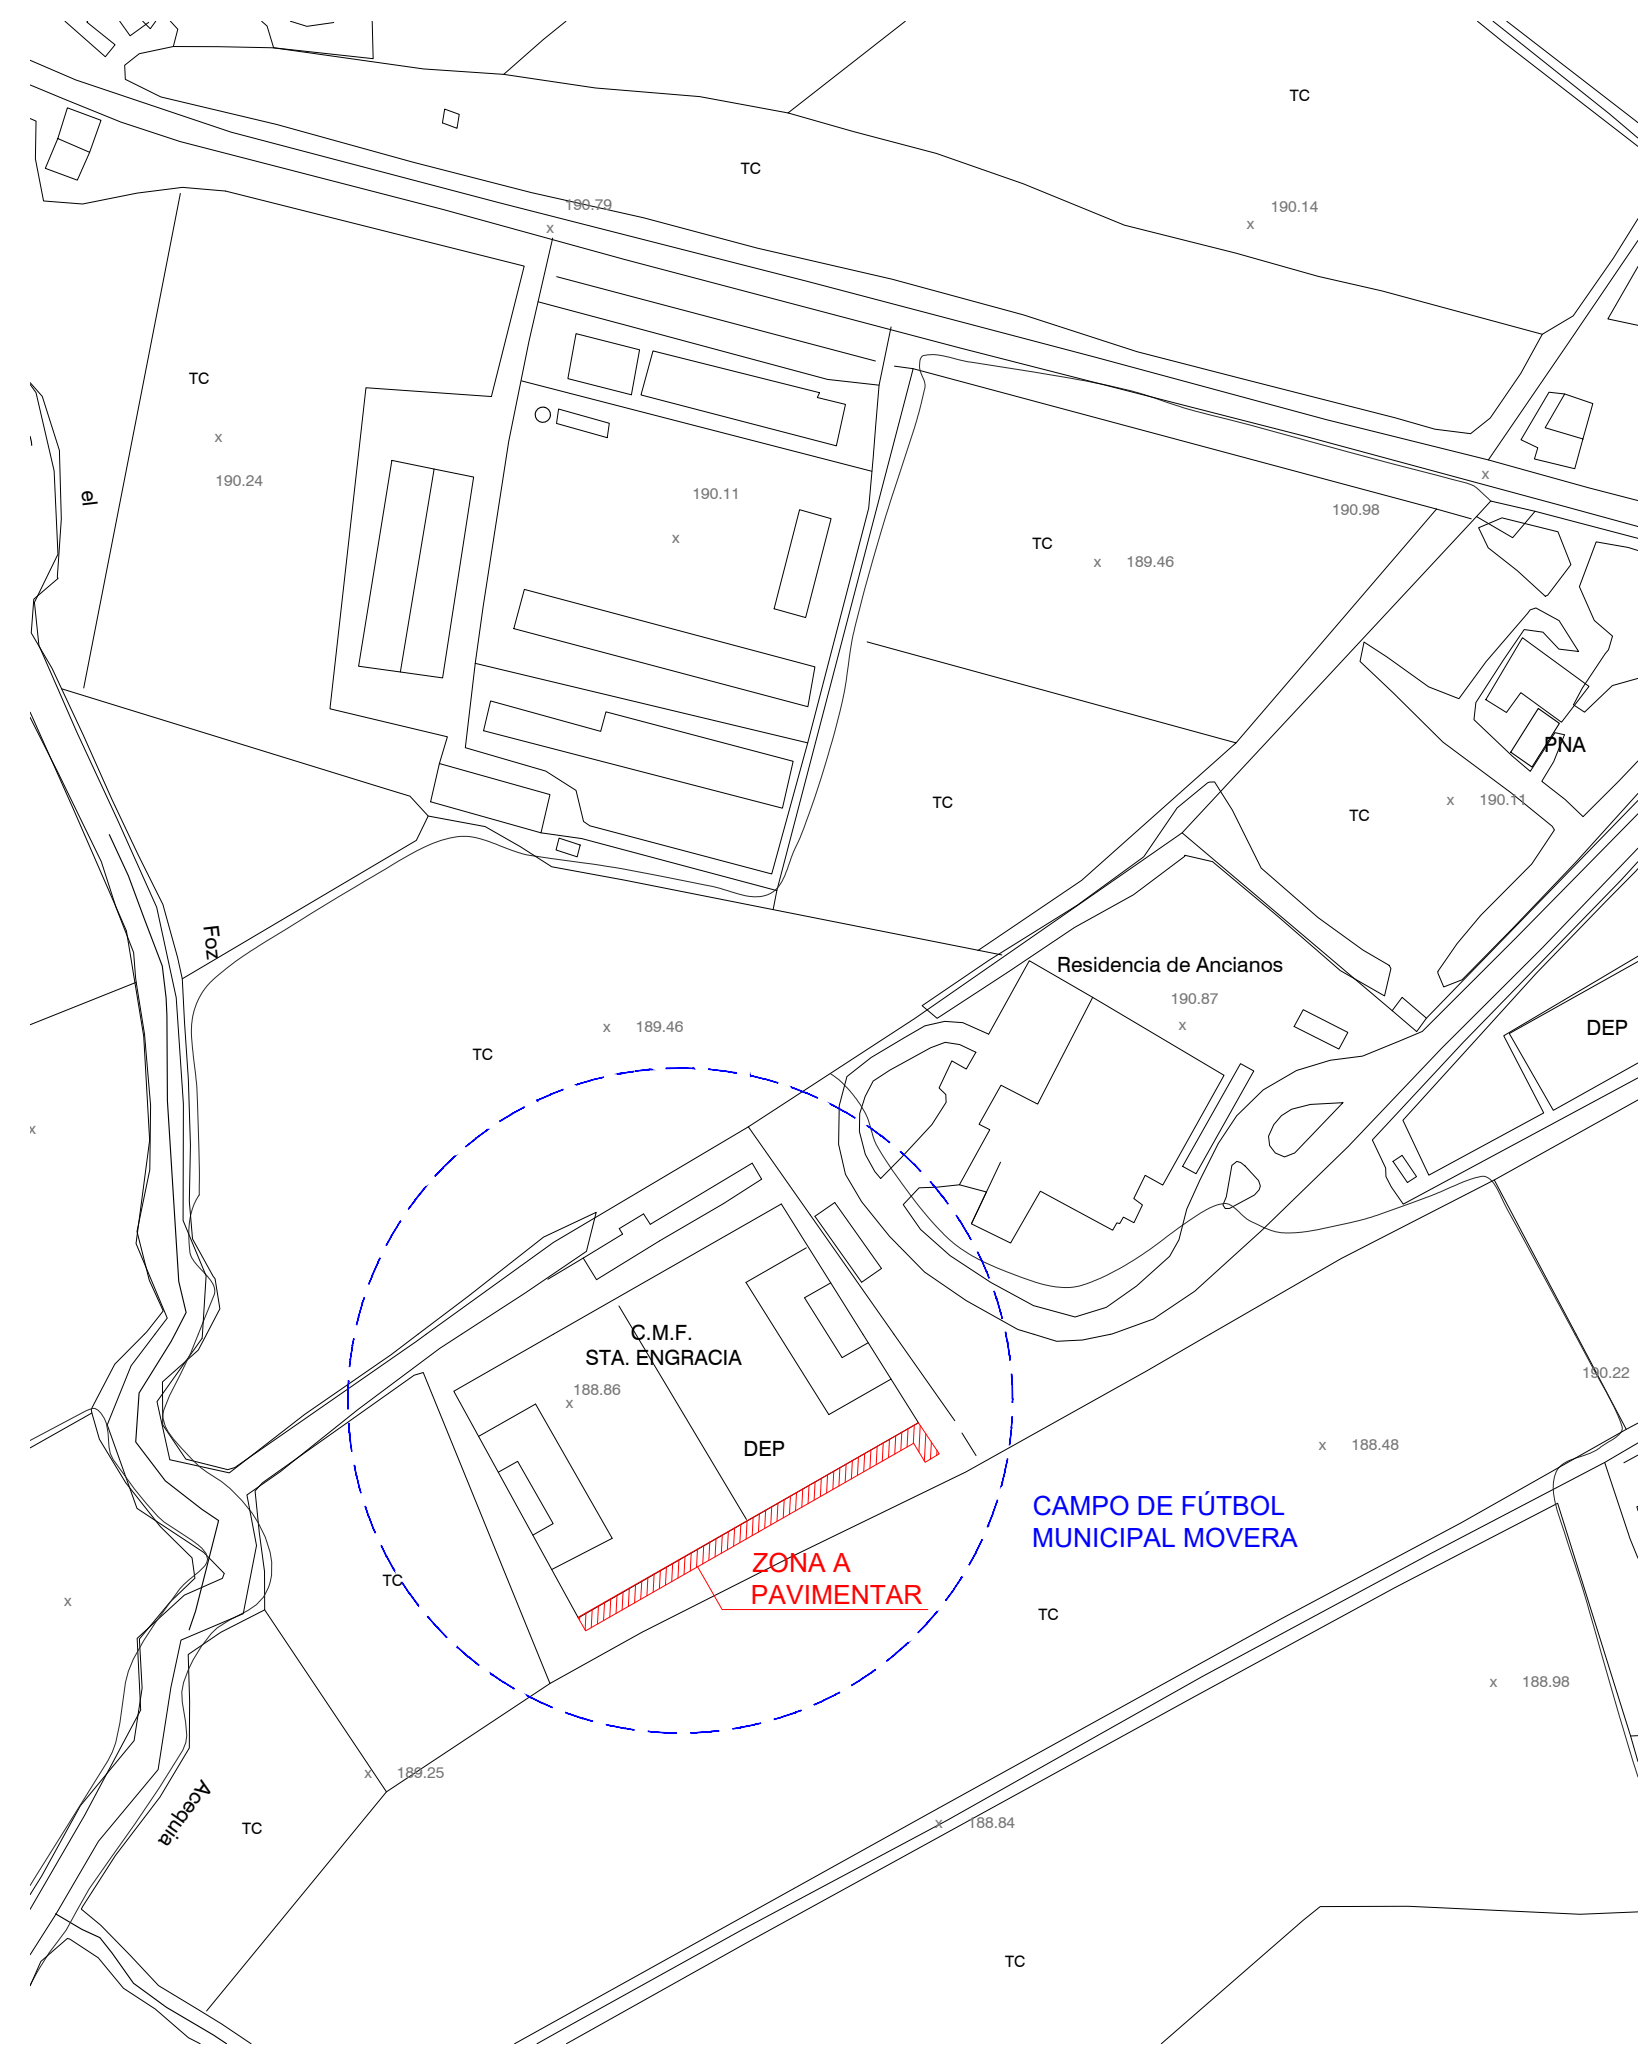 TC
TC
190.79
x
190.14
x
TC
x
190.24
el
190.11
x
x
190.98
TC
x 189.46
PNA
TC
x 190.11
TC
Foz
Residencia de Ancianos
190.87
x
DEP
x 189.46
TC
x
C.M.F.
STA. ENGRACIA
188.86
x
190.22
DEP
x 188.48
CAMPO DE FÚTBOL
MUNICIPAL MOVERA
ZONA A
PAVIMENTAR
TC
x
TC
x 188.98
x 189.25
Acequia
TC
x 188.84
TC